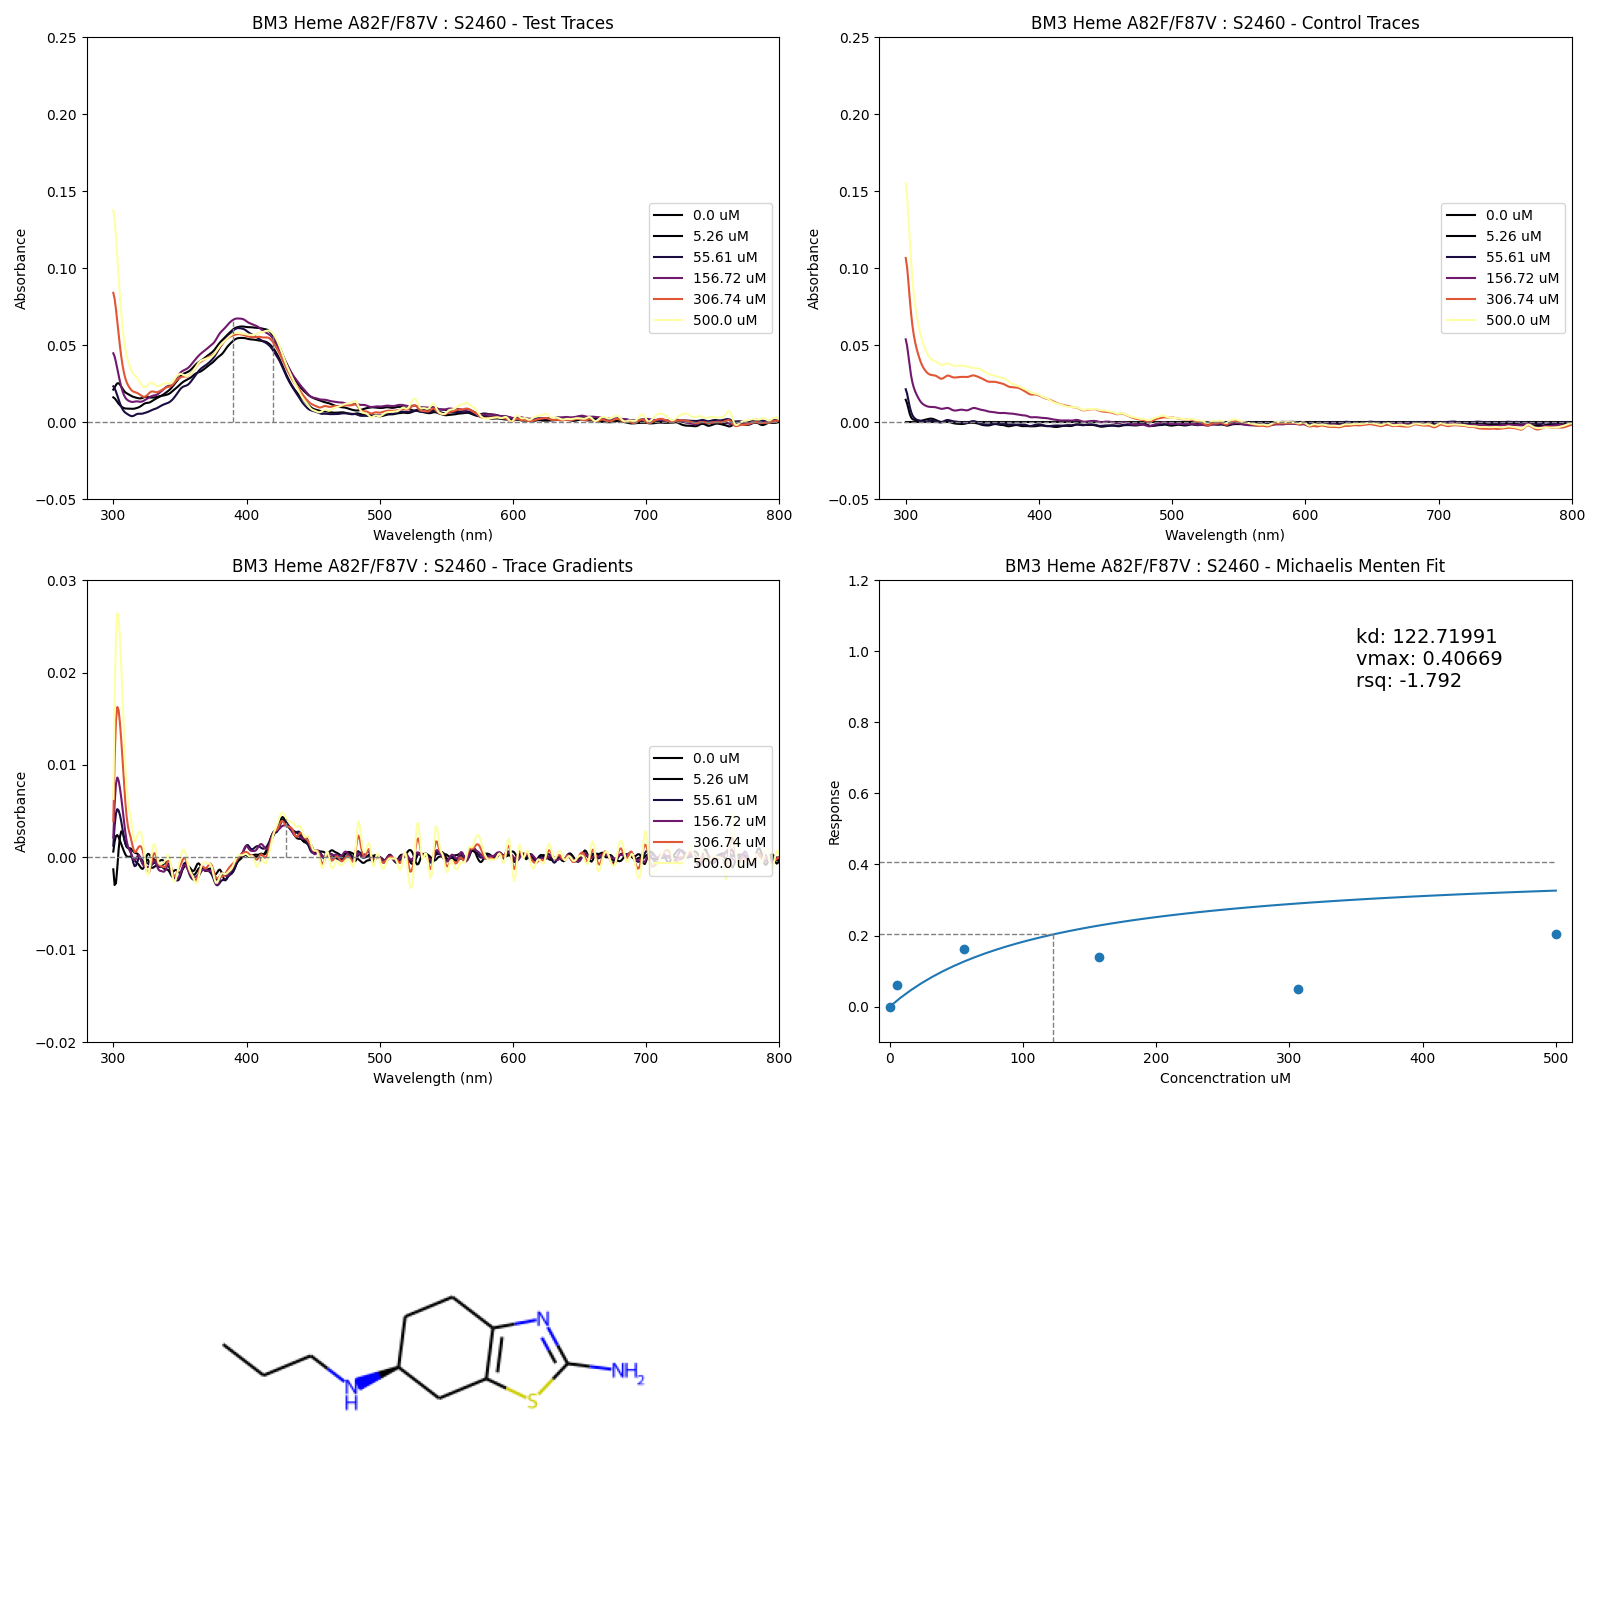 BM3 Heme A82F/F87V : S2460 - Test Traces
0.25
0.20
0.15
0.10
0.05
0.00
−0.05
Absorbance
300 400 500 600 700 800
Wavelength (nm)
0.0 uM
5.26 uM
55.61 uM
156.72 uM
306.74 uM
500.0 uM
BM3 Heme A82F/F87V : S2460 - Control Traces
0.25
0.20
0.15
0.10
0.05
0.00
−0.05
Absorbance
300 400 500 600 700 800
Wavelength (nm)
0.0 uM
5.26 uM
55.61 uM
156.72 uM
306.74 uM
500.0 uM
BM3 Heme A82F/F87V : S2460 - Trace Gradients
0.03
0.02
0.01
0.00
−0.01
−0.02
Absorbance
300 400 500 600 700 800
Wavelength (nm)
0.0 uM
5.26 uM
55.61 uM
156.72 uM
306.74 uM
500.0 uM
BM3 Heme A82F/F87V : S2460 - Michaelis Menten Fit
1.2
1.0
0.8
0.6
0.4
0.2
0.0
Response
0 100 200 300 400 500
Concenctration uM
kd: 122.71991
vmax: 0.40669
rsq: -1.792
N
NH2
S
N
H